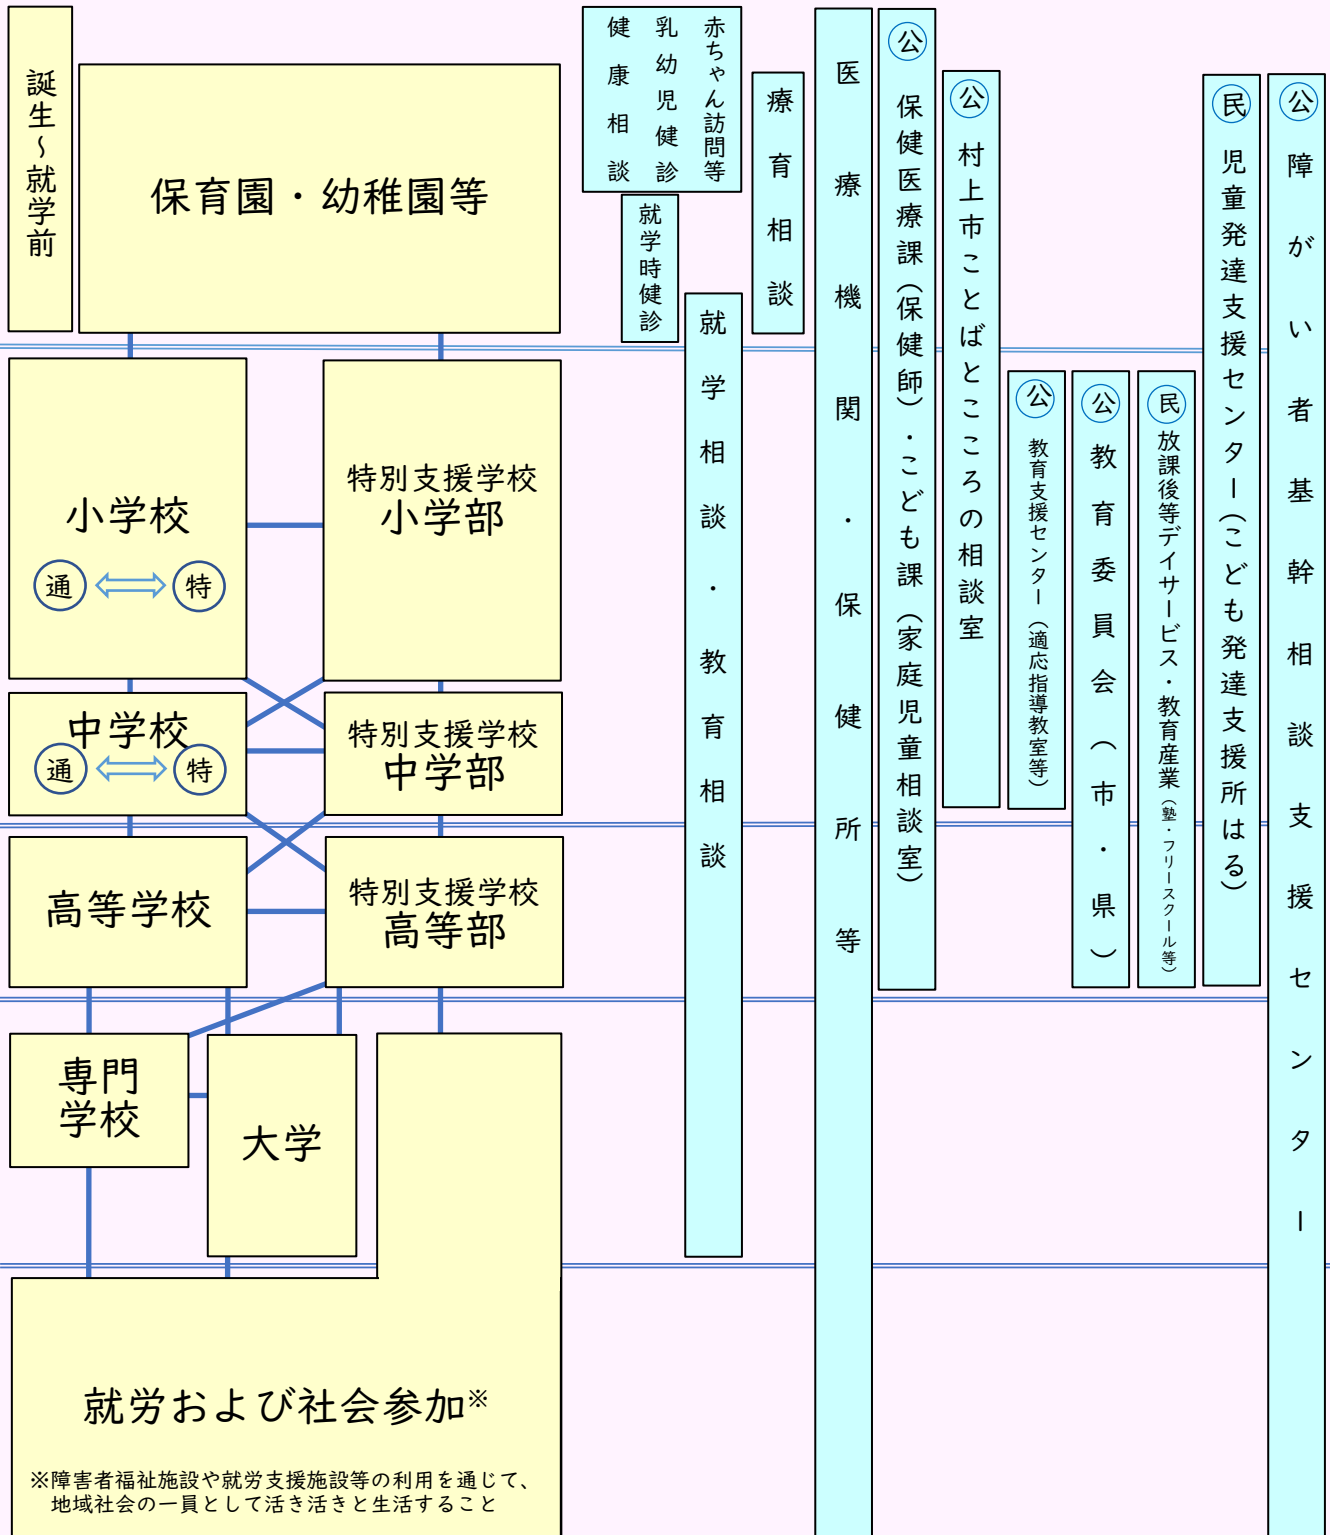 誕生～就学前
保育園・幼稚園等
小学校
通
特
特別支援学校
小学部
中学校
通
特
特別支援学校
中学部
高等学校
特別支援学校
高等部
専門
学校
大学
就労および社会参加※
※障害者福祉施設や就労支援施設等の利用を通じて、
地域社会の一員として活き活きと生活すること
赤ちゃん訪問等
乳幼児健診
健康相談
就学時健診
就学相談・教育相談
療育相談
医療機関・保健所等
公 保健医療課（保健師）・こども課（家庭児童相談室）
公 村上市ことばとこころの相談室
公 教育支援センター（適応指導教室等）
公 教育委員会（市・県）
民 放課後等デイサービス・教育産業（塾・フリースクール等）
民 児童発達支援センター（こども発達支援所はる）
公 障がい者基幹相談支援センター